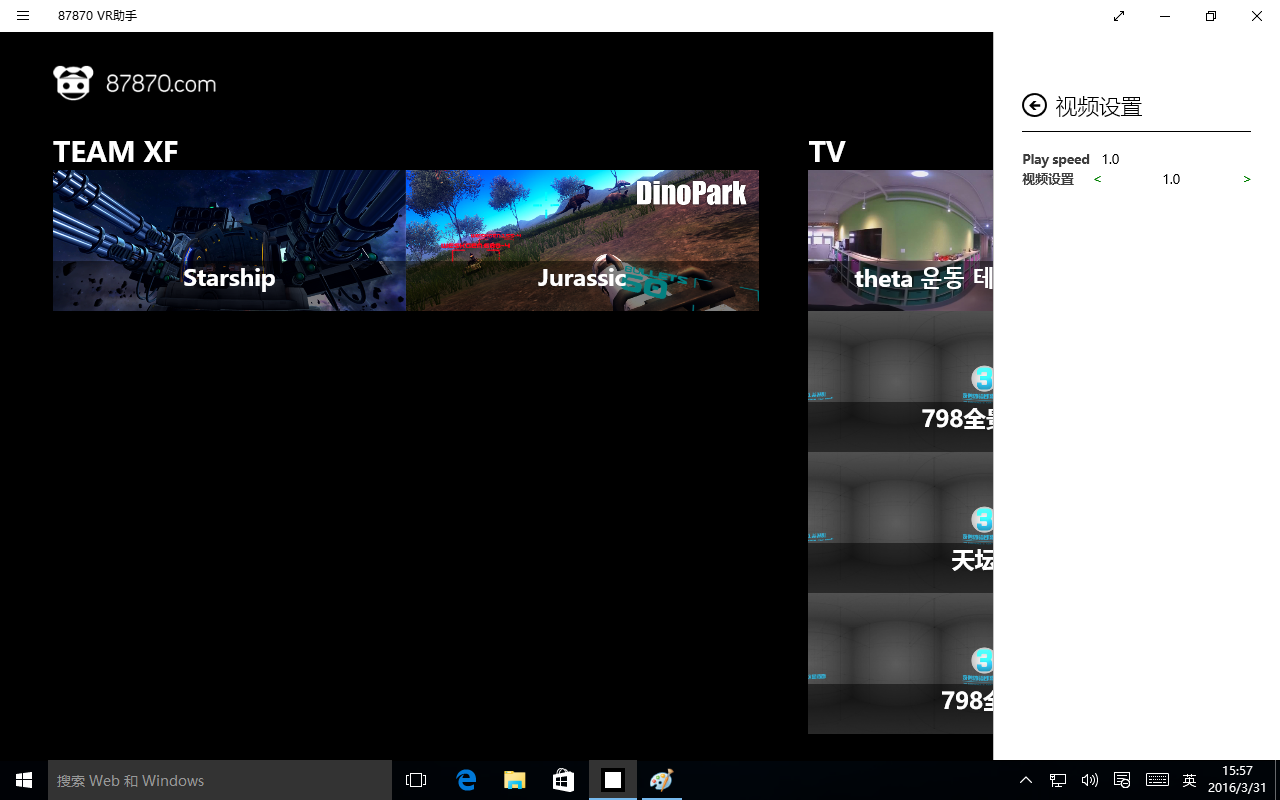 87870 VR助手
87870.com
TEAM XF
Starship
DinoPark
Jurassic
TV
theta 운동 테
798全
天坛
798全
视频设置
Play speed 1.0
视频设置 < 1.0 >
搜索 Web 和 Windows
英
15:57
2016/3/31